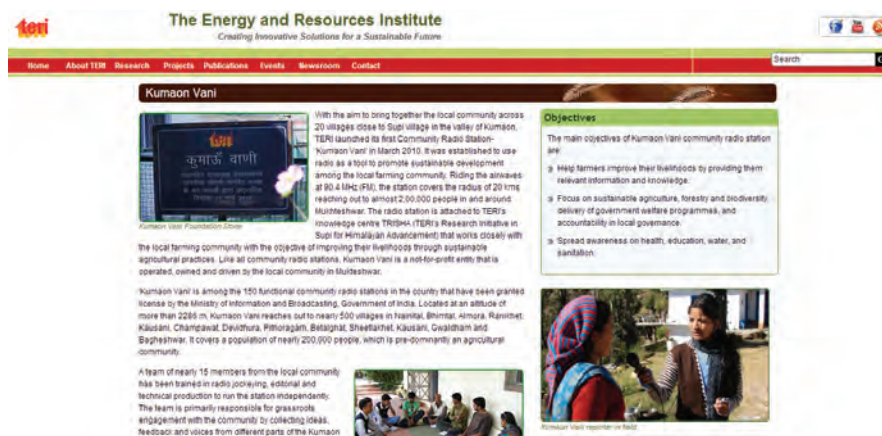 teri
The Energy and Resources Institute
Creating Innovative Solutions for a Sustainable Future
Home About TERI Research Projects Publications Events Newsroom Contact
Search
Kumaon Vani
teri
कुमाऊँ वाणी
Kumaon Vani Foundation Stone
With the aim to bring together the local community across
20 villages close to Supi village in the valley of Kumaon,
TERI launched its first Community Radio Station-
'Kumaon Vani' in March 2010. It was established to use
radio as a tool to promote sustainable development
among the local farming community. Riding the airwaves
at 90.4 MHz (FM), the station covers the radius of 20 kms
reaching out to almost 2,00,000 people in and around
Mukhteshwar. The radio station is attached to TERI's
knowledge centre TRISHA (TERI's Research Initiative in
Supi for Himalayan Advancement) that works closely with
the local farming community with the objective of improving their livelihoods through sustainable
agricultural practices. Like all community radio stations, Kumaon Vani is a not-for-profit entity that is
operated, owned and driven by the local community in Mukteshwar.
'Kumaon Vani' is among the 150 functional community radio stations in the country that have been granted
license by the Ministry of Information and Broadcasting, Government of India. Located at an altitude of
more than 2286 m, Kumaon Vani reaches out to nearly 500 villages in Nainital, Bhimtal, Almora, Ranikhet,
Kausani, Champawat, Devidhura, Pithoragarh, Betalghat, Sheetlakhet, Kausani, Gwaldham and
Bagheshwar. It covers a population of nearly 200,000 people, which is pre-dominantly an agricultural
community.
A team of nearly 15 members from the local community
has been trained in radio jockeying, editorial and
technical production to run the station independently.
The team is primarily responsible for grassroots
engagement with the community by collecting ideas,
feedback and voices from different parts of the Kumaon
Objectives
The main objectives of Kumaon Vani community radio station
are:
Help farmers improve their livelihoods by providing them
relevant information and knowledge.
Focus on sustainable agriculture, forestry and biodiversity,
delivery of government welfare programmes, and
accountability in local governance.
Spread awareness on health, education, water, and
sanitation.
Kumaon Vani reporter in field